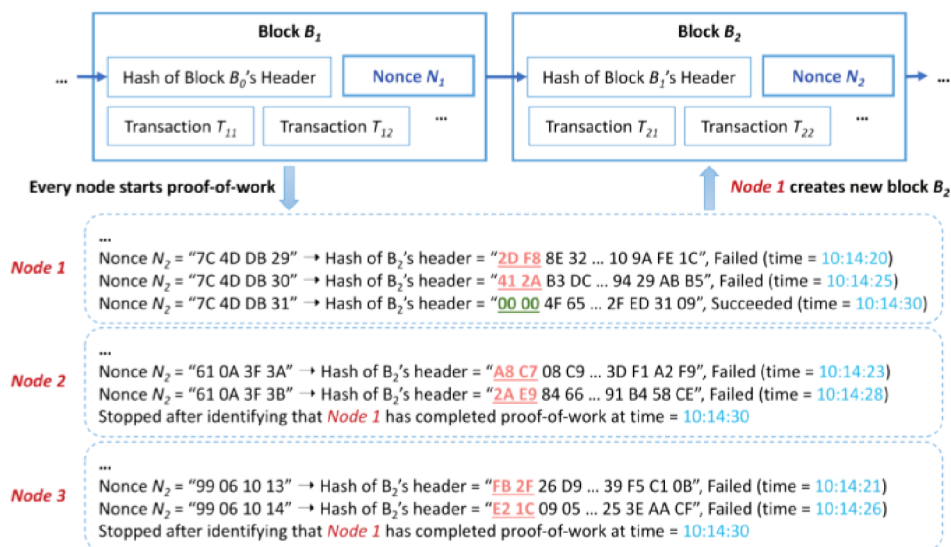 Block B₁
Block B₂
...
Hash of Block B₀'s Header
Nonce N₁
Hash of Block B₁'s Header
Nonce N₂
...
Transaction T₁₁
Transaction T₁₂
...
Transaction T₂₁
Transaction T₂₂
...
Every node starts proof-of-work
Node 1 creates new block B₂
Node 1
...
Nonce N₂ = “7C 4D DB 29” → Hash of B₂'s header = “2D F8 8E 32 ... 10 9A FE 1C”, Failed (time = 10:14:20)
Nonce N₂ = “7C 4D DB 30” → Hash of B₂'s header = “41 2A B3 DC ... 94 29 AB B5”, Failed (time = 10:14:25)
Nonce N₂ = “7C 4D DB 31” → Hash of B₂'s header = “00 00 4F 65 ... 2F ED 31 09”, Succeeded (time = 10:14:30)
Node 2
...
Nonce N₂ = “61 0A 3F 3A” → Hash of B₂'s header = “A8 C7 08 C9 ... 3D F1 A2 F9”, Failed (time = 10:14:23)
Nonce N₂ = “61 0A 3F 3B” → Hash of B₂'s header = “2A E9 84 66 ... 91 B4 58 CE”, Failed (time = 10:14:28)
Stopped after identifying that Node 1 has completed proof-of-work at time = 10:14:30
Node 3
...
Nonce N₂ = “99 06 10 13” → Hash of B₂'s header = “FB 2F 26 D9 ... 39 F5 C1 0B”, Failed (time = 10:14:21)
Nonce N₂ = “99 06 10 14” → Hash of B₂'s header = “E2 1C 09 05 ... 25 3E AA CF”, Failed (time = 10:14:26)
Stopped after identifying that Node 1 has completed proof-of-work at time = 10:14:30